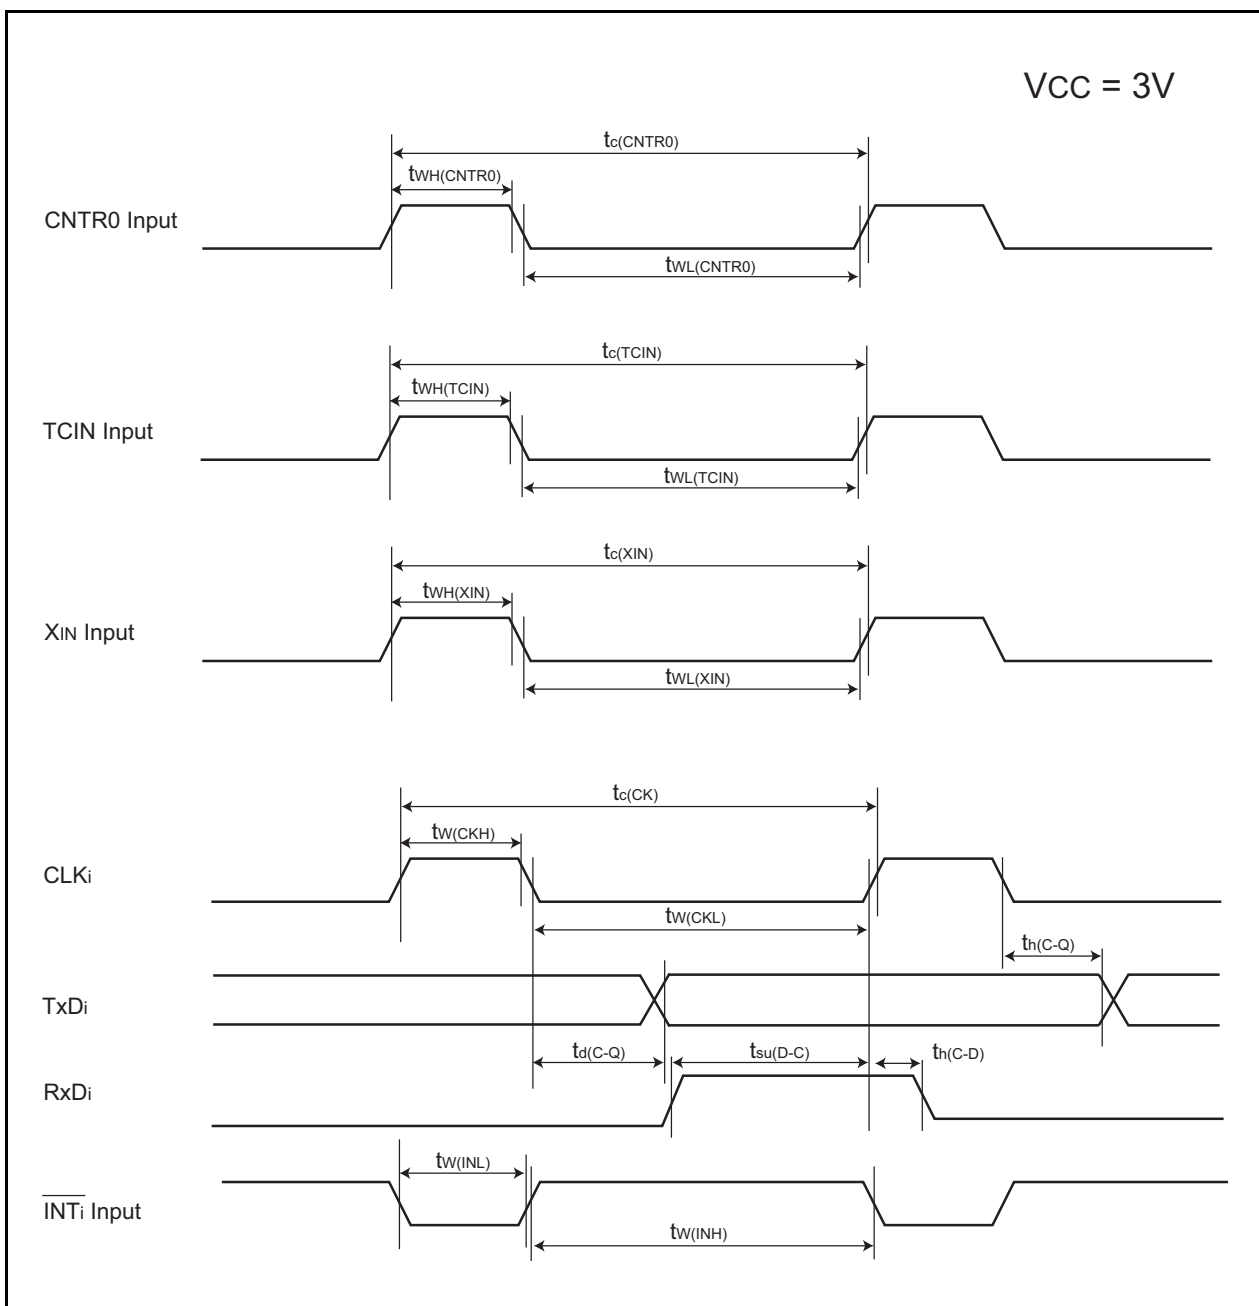 VCC = 3V
tc(CNTR0)
tWH(CNTR0)
CNTR0 Input
tWL(CNTR0)
tc(TCIN)
tWH(TCIN)
TCIN Input
tWL(TCIN)
tc(XIN)
tWH(XIN)
XIN Input
tWL(XIN)
tc(CK)
tW(CKH)
CLKi
tW(CKL)
th(C-Q)
TxDi
td(C-Q)
tsu(D-C)
th(C-D)
RxDi
tW(INL)
INTi Input
tW(INH)